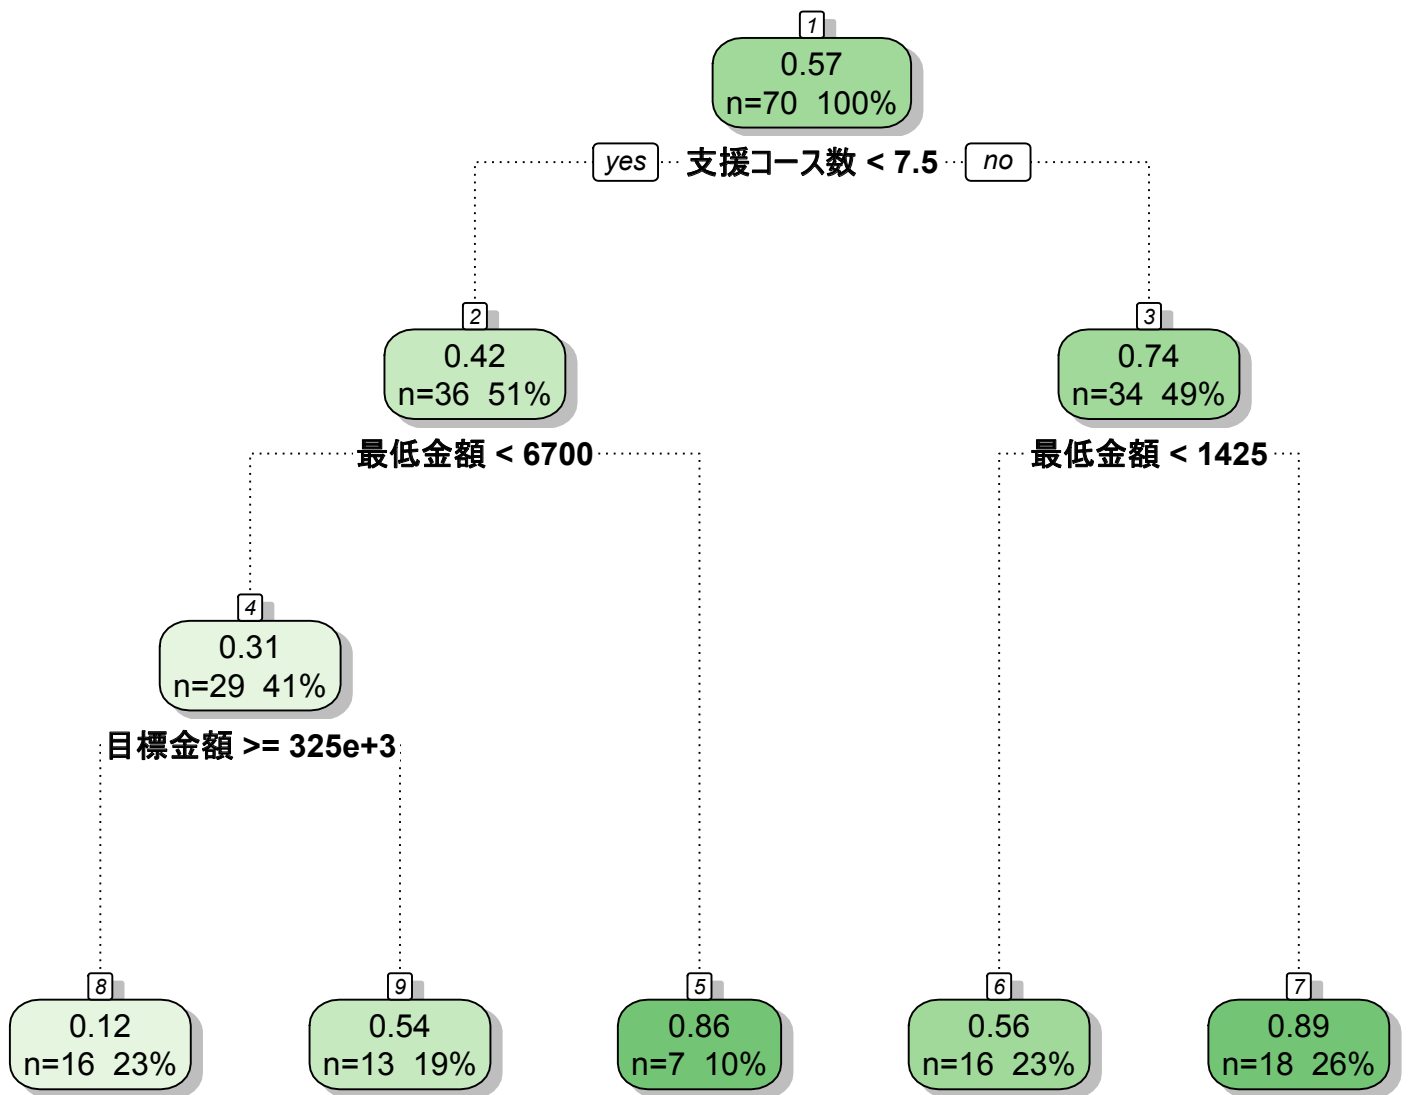 1
0.57
n=70 100%
yes 支援コース数 < 7.5 no
2
0.42
n=36 51%
3
0.74
n=34 49%
最低金額 < 6700
最低金額 < 1425
4
0.31
n=29 41%
目標金額 >= 325e+3
8
0.12
n=16 23%
9
0.54
n=13 19%
5
0.86
n=7 10%
6
0.56
n=16 23%
7
0.89
n=18 26%